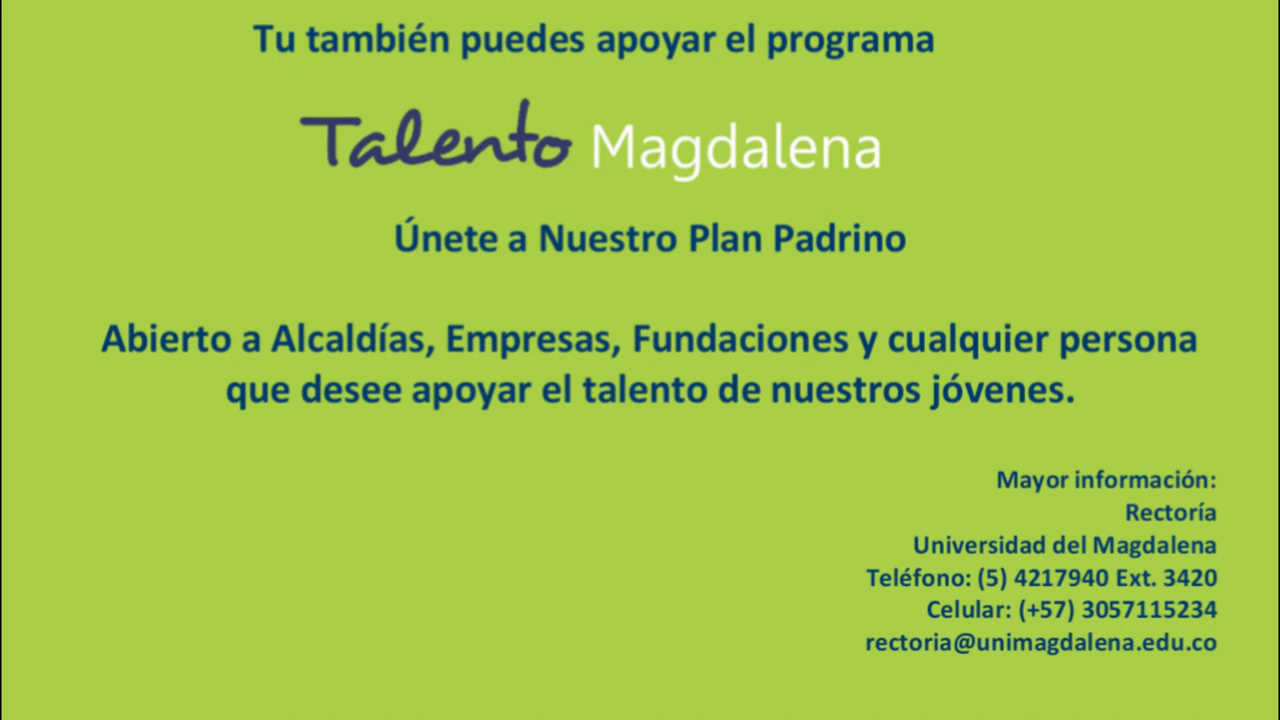 Tu también puedes apoyar el programa
Talento Magdalena
Únete a Nuestro Plan Padrino
Abierto a Alcaldías, Empresas, Fundaciones y cualquier persona
que desee apoyar el talento de nuestros jóvenes.
Mayor información:
Rectoría
Universidad del Magdalena
Teléfono: (5) 4217940 Ext. 3420
Celular: (+57) 3057115234
rectoria@unimagdalena.edu.co